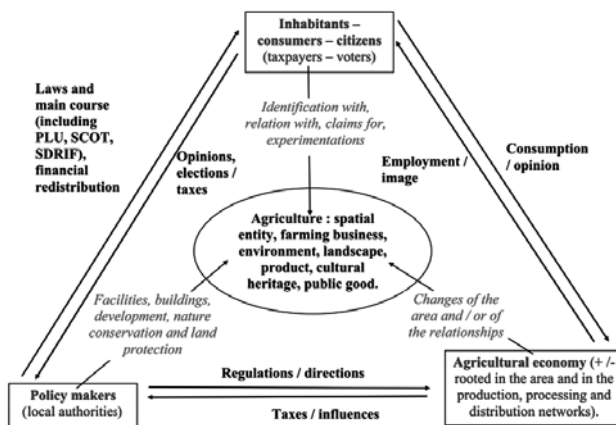 Inhabitants –
consumers – citizens
(taxpayers – voters)
Laws and
main course
(including
PLU, SCOT,
SDRIF),
financial
redistribution
Identification with,
relation with, claims for,
experimentations
Opinions,
elections /
taxes
Employment /
image
Consumption
/ opinion
Agriculture : spatial
entity, farming business,
environment, landscape,
product, cultural
heritage, public good.
Facilities, buildings,
development, nature
conservation and land
protection
Changes of the
area and / or of
the relationships
Regulations / directions
Taxes / influences
Policy makers
(local authorities)
Agricultural economy (+ /-
rooted in the area and in the
production, processing and
distribution networks).